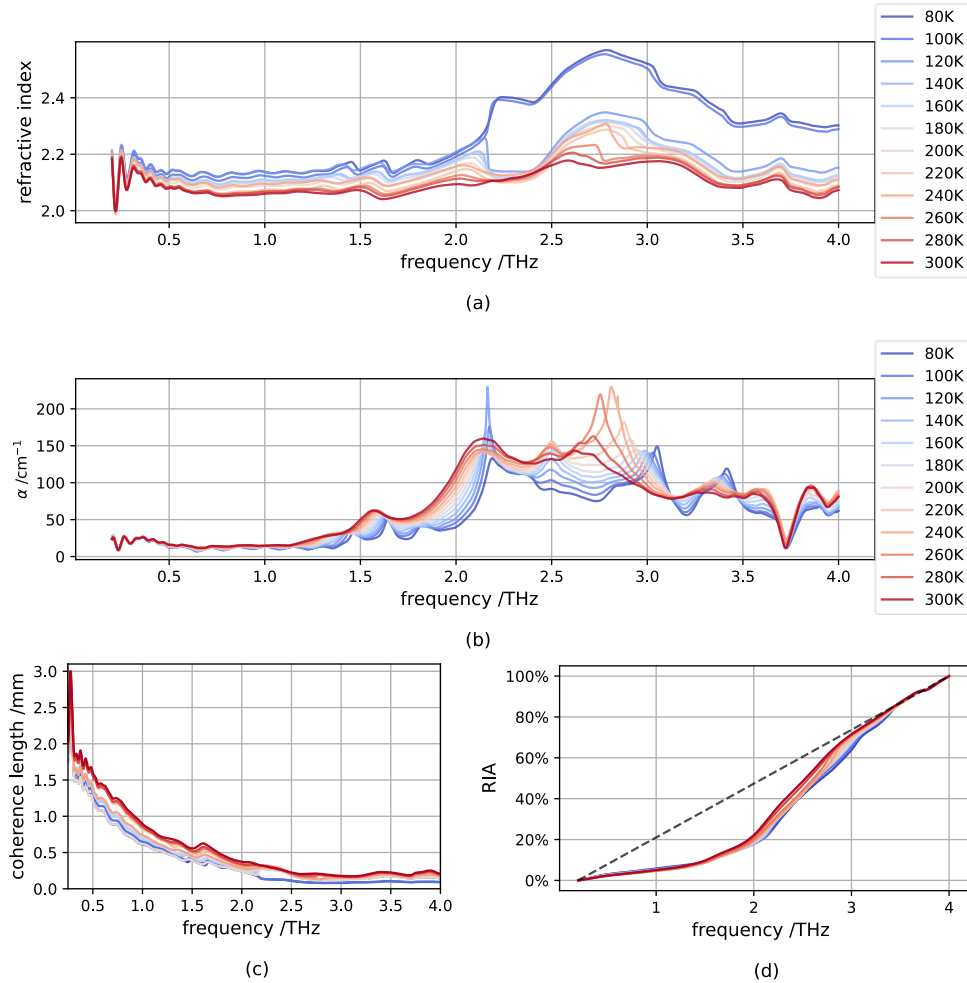 80K
100K
120K
140K
160K
180K
200K
220K
240K
260K
280K
300K
refractive index
2.4
2.2
2.0
0.5 1.0 1.5 2.0 2.5 3.0 3.5 4.0
frequency /THz
(a)
80K
100K
120K
140K
160K
180K
200K
220K
240K
260K
280K
300K
α /cm⁻¹
200
150
100
50
0
0.5 1.0 1.5 2.0 2.5 3.0 3.5 4.0
frequency /THz
(b)
coherence length /mm
3.0
2.5
2.0
1.5
1.0
0.5
0.0
0.5 1.0 1.5 2.0 2.5 3.0 3.5 4.0
frequency /THz
(c)
RIA
100%
80%
60%
40%
20%
0%
1 2 3 4
frequency /THz
(d)